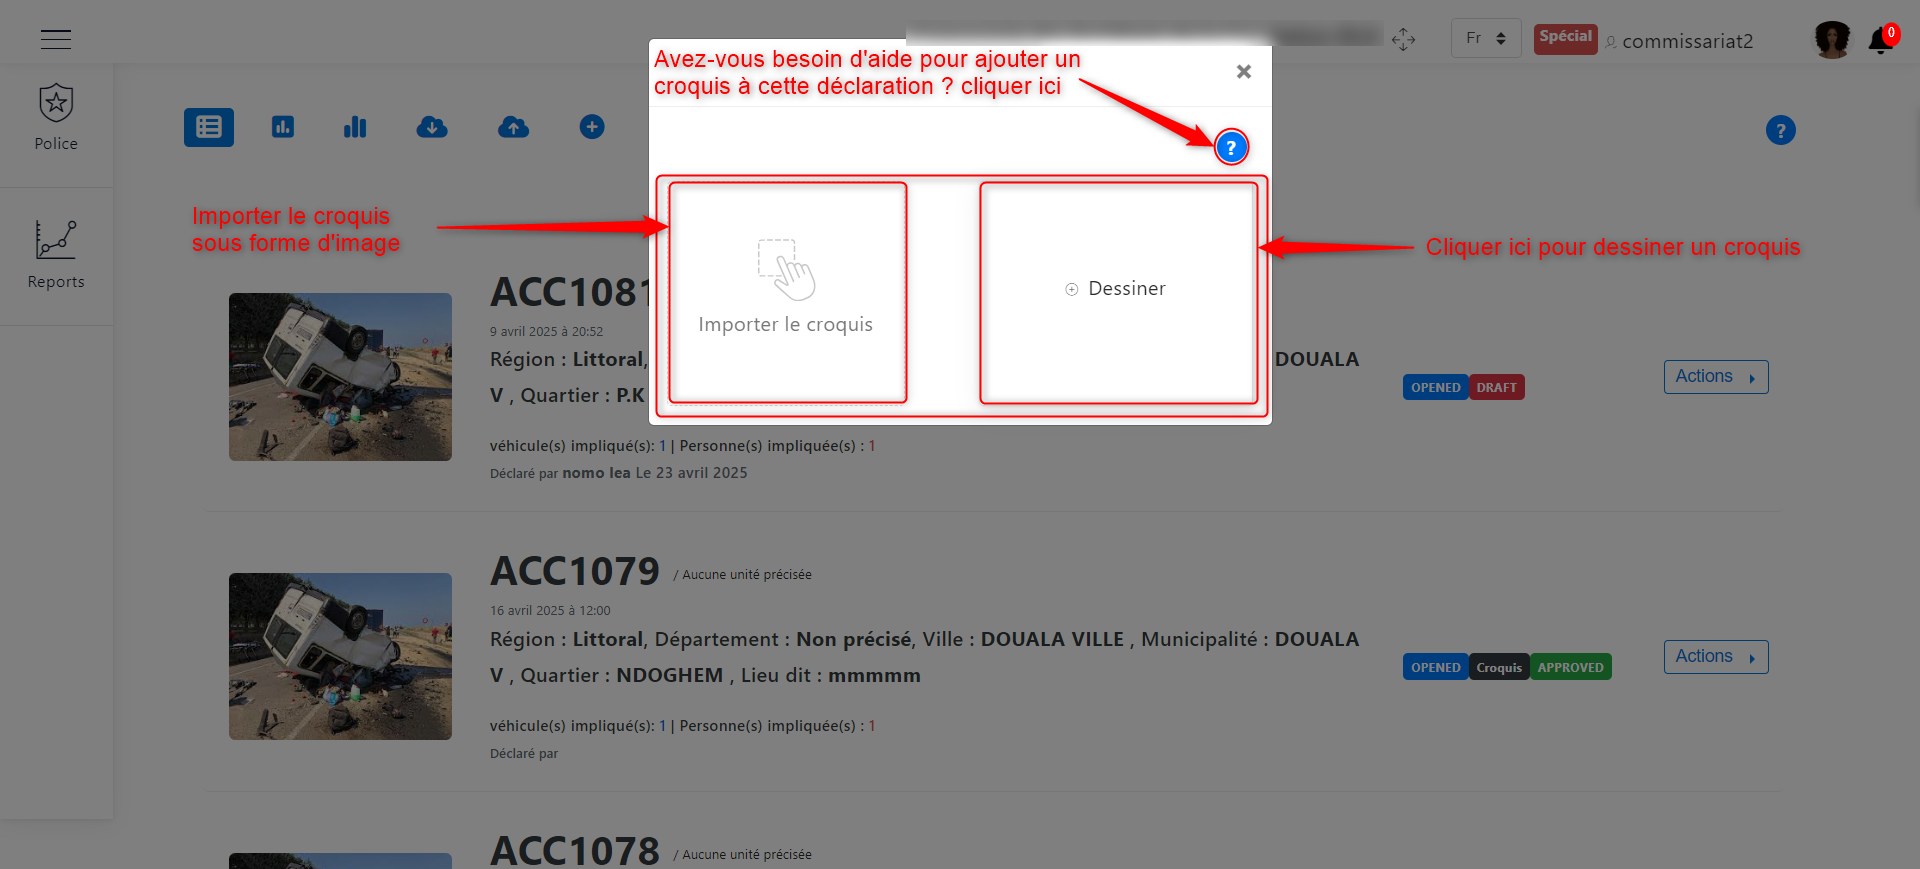 Fr
Spécial
commissariat2
0
Avez-vous besoin d'aide pour ajouter un
croquis à cette déclaration ? cliquer ici
×
?
?
Police
Reports
Importer le croquis
sous forme d'image
Importer le croquis
Dessiner
Cliquer ici pour dessiner un croquis
ACC1081
9 avril 2025 à 20:52
Région : Littoral, DOUALA
V , Quartier : P.K
OPENED DRAFT
Actions
véhicule(s) impliqué(s): 1 | Personne(s) impliquée(s) : 1
Déclaré par nomo lea Le 23 avril 2025
ACC1079 / Aucune unité précisée
16 avril 2025 à 12:00
Région : Littoral, Département : Non précisé, Ville : DOUALA VILLE , Municipalité : DOUALA
V , Quartier : NDOGHEM , Lieu dit : mmmmm
OPENED Croquis APPROVED
Actions
véhicule(s) impliqué(s): 1 | Personne(s) impliquée(s) : 1
Déclaré par
ACC1078 / Aucune unité précisée